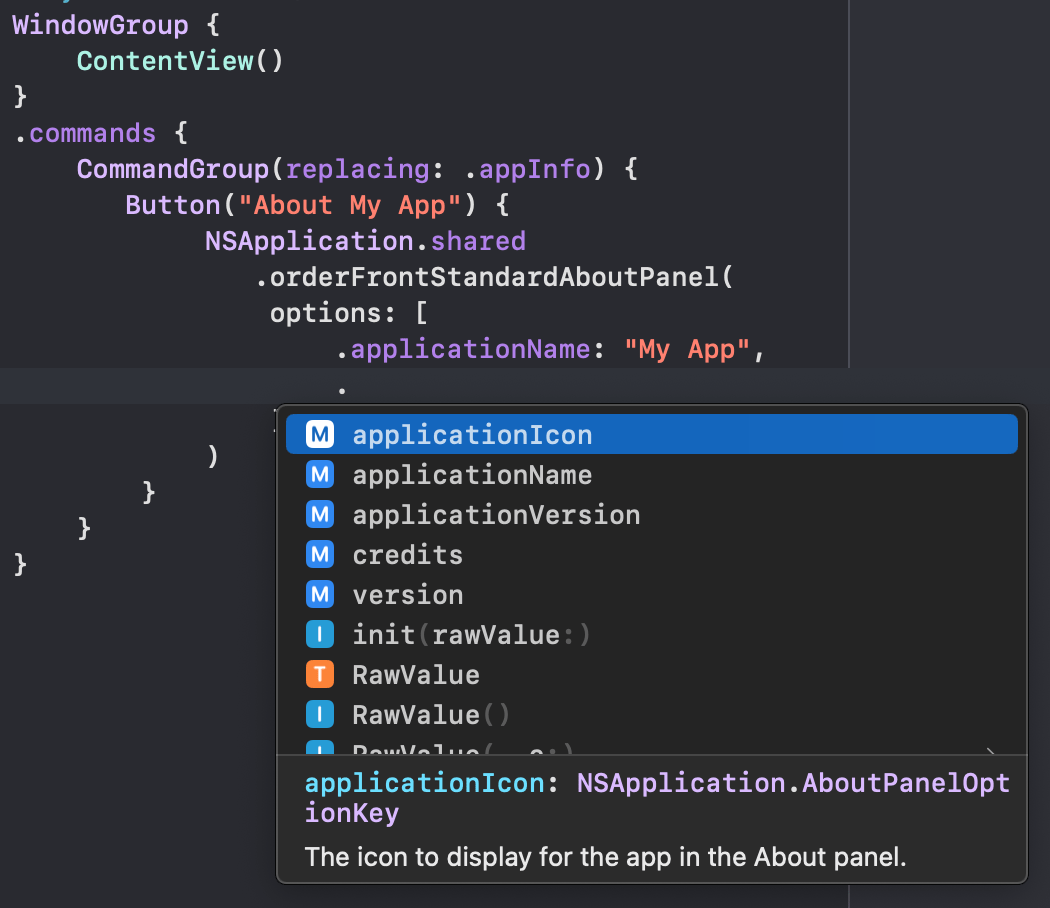 WindowGroup {
ContentView()
}
.commands {
CommandGroup(replacing: .appInfo) {
Button("About My App") {
NSApplication.shared
.orderFrontStandardAboutPanel(
options: [
.applicationName: "My App",
.
)
}
}
}
M applicationIcon
M applicationName
M applicationVersion
M credits
M version
I init(rawValue:)
T RawValue
I RawValue()
applicationIcon: NSApplication.AboutPanelOpt
ionKey
The icon to display for the app in the About panel.